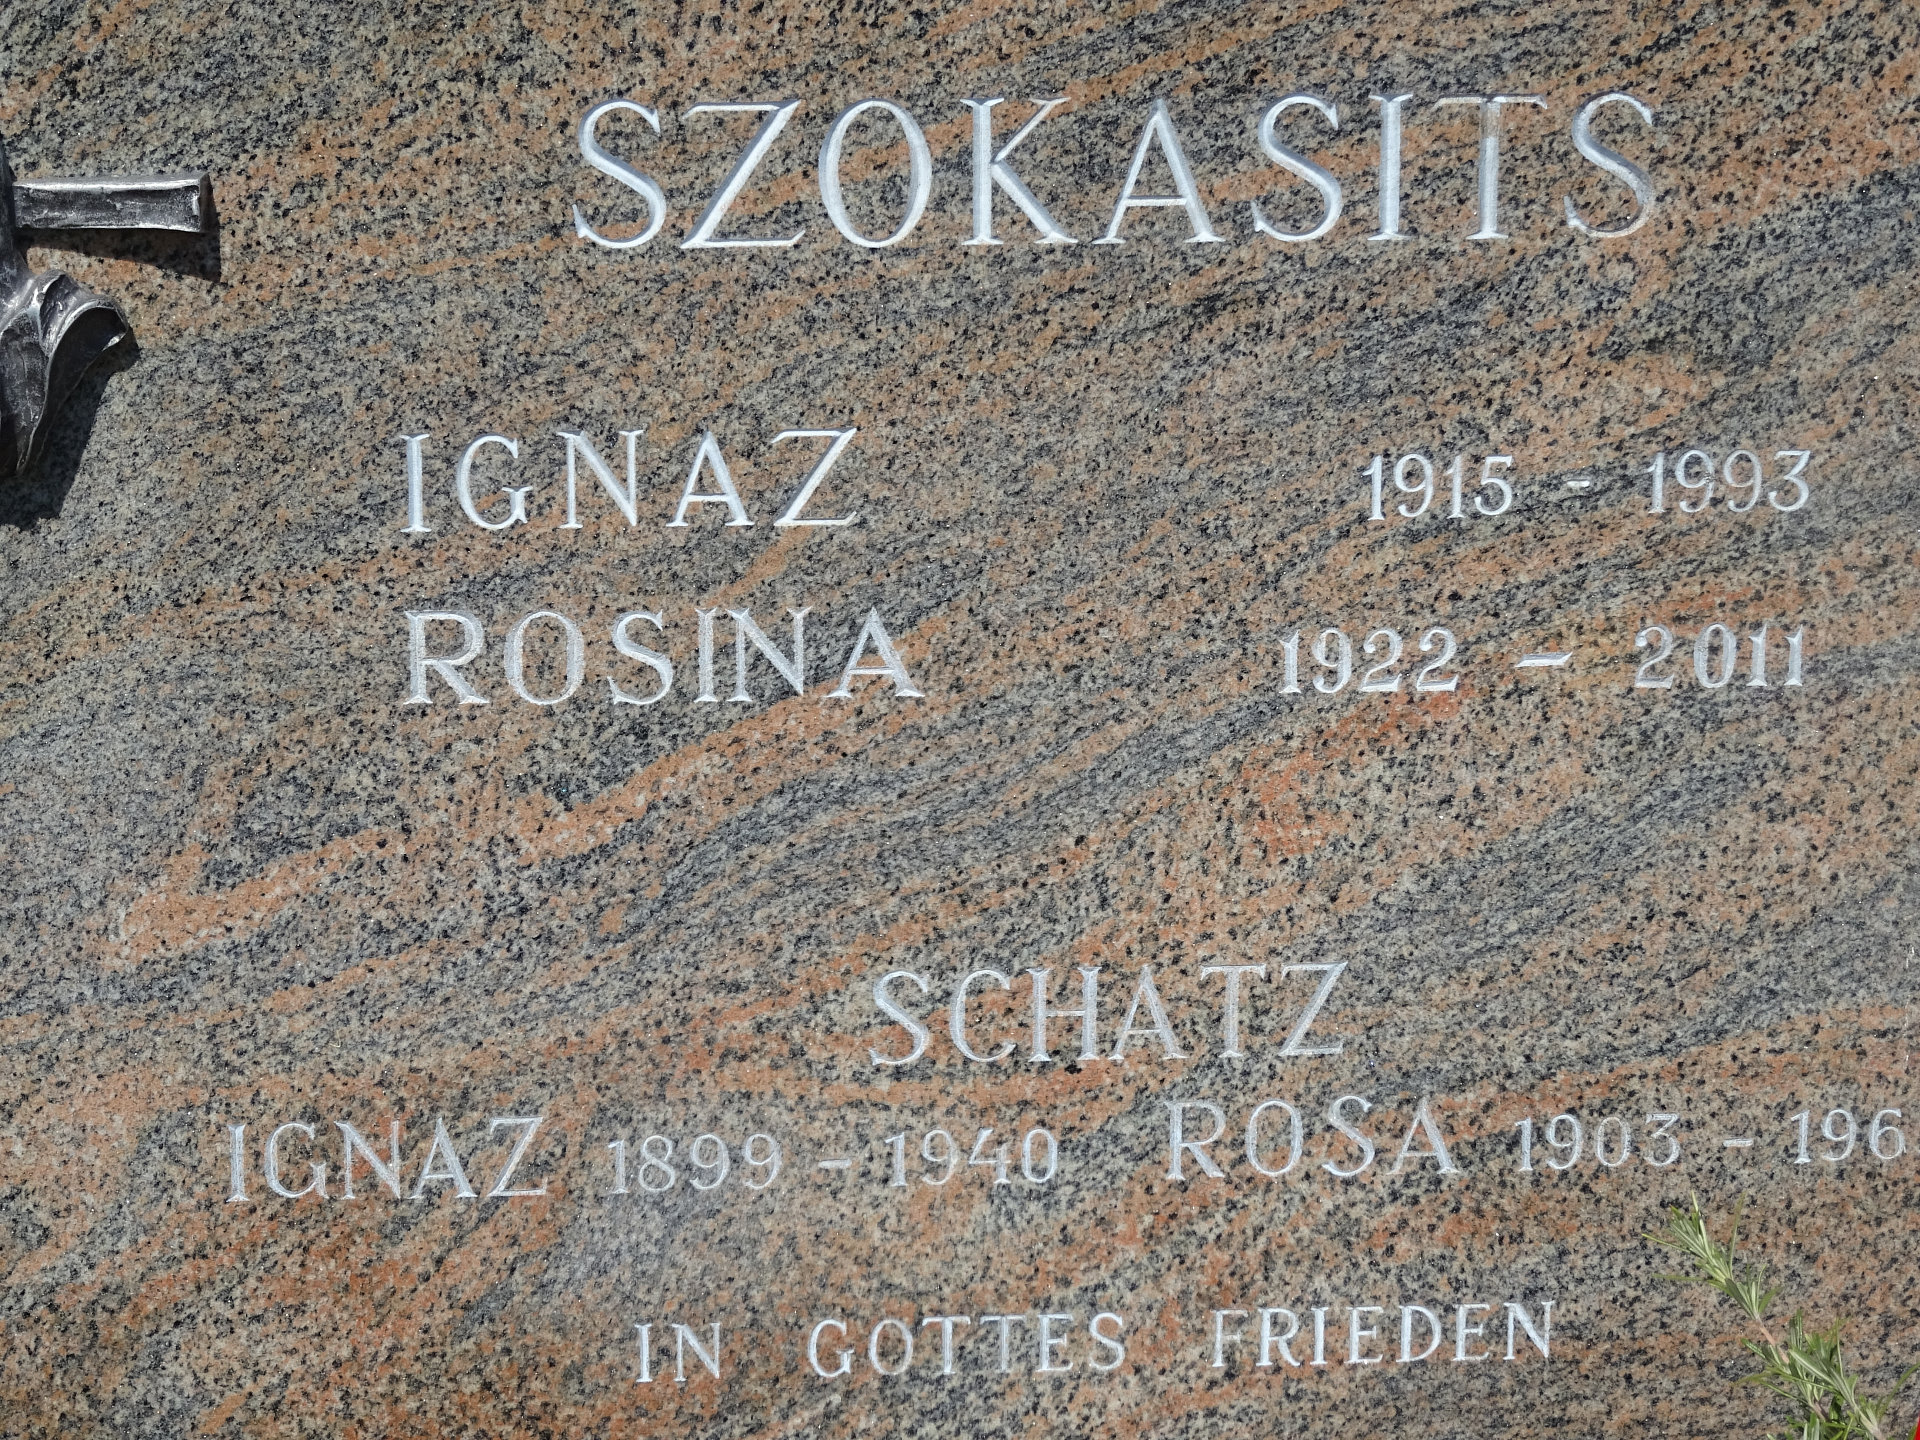 SZOKASITS
IGNAZ 1915 - 1993
ROSINA 1922 - 2011
SCHATZ
IGNAZ 1899 - 1940 ROSA 1903 - 196
IN GOTTES FRIEDEN